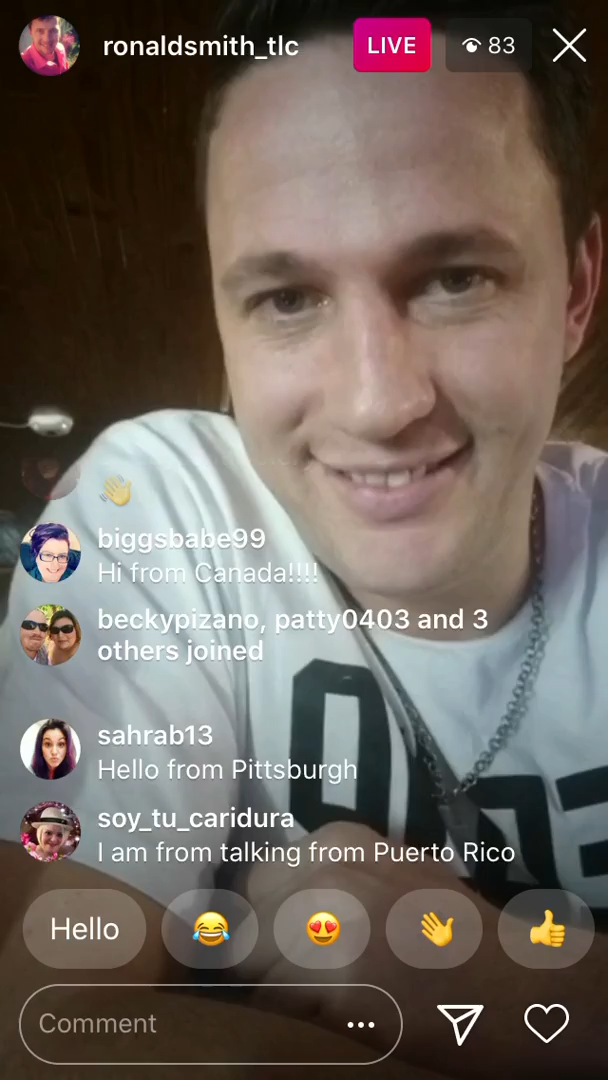 ronaldsmith_tlc
LIVE
83
👋
biggsbabe99
Hi from Canada!!!!
beckypizano, patty0403 and 3
others joined
sahrab13
Hello from Pittsburgh
soy_tu_caridura
I am from talking from Puerto Rico
Hello 😂 😍 👋 👍
Comment